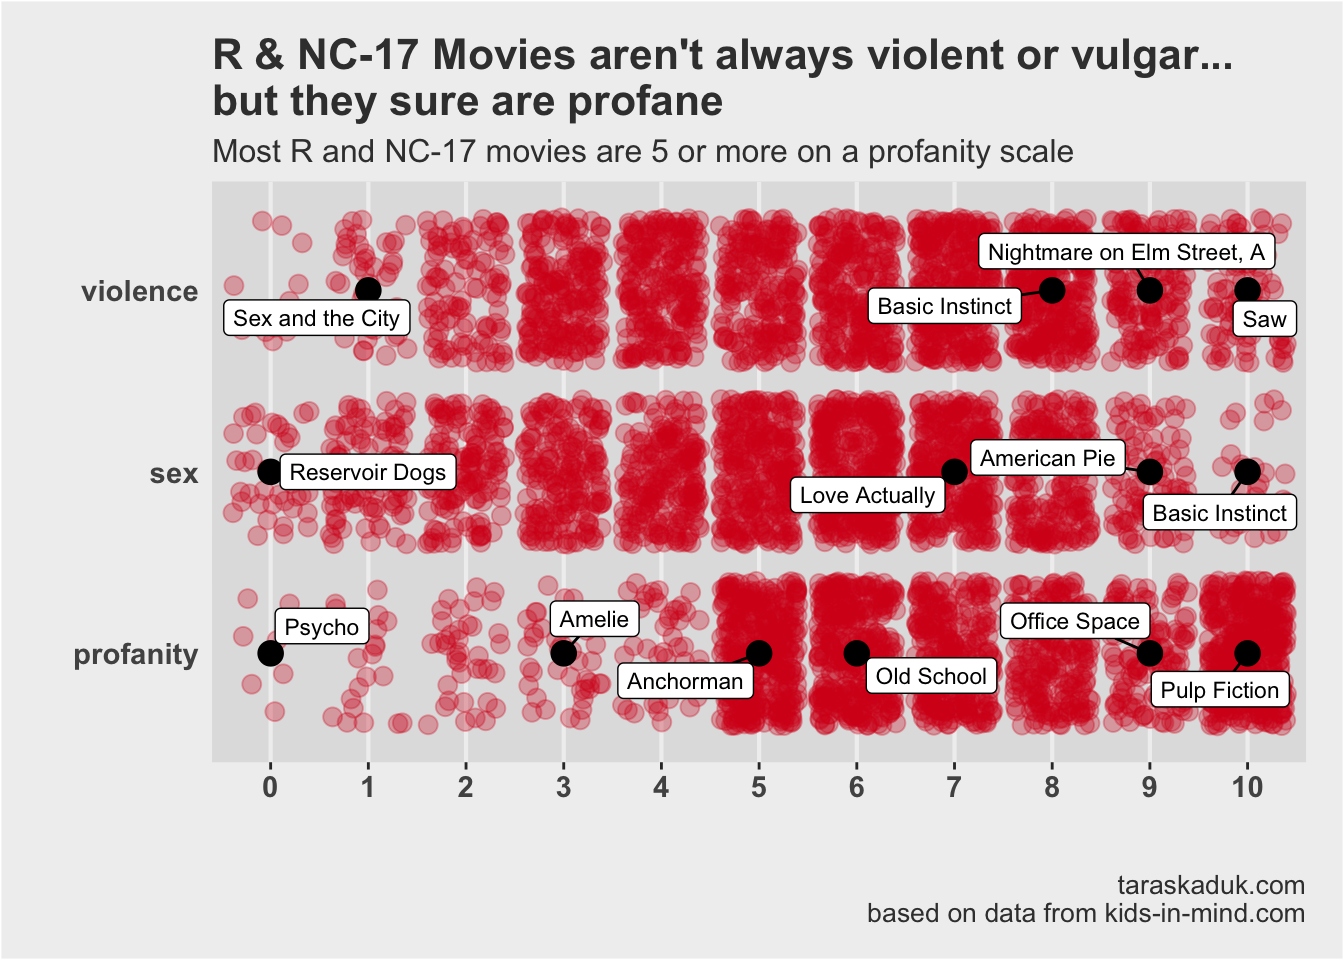 R & NC-17 Movies aren't always violent or vulgar...
but they sure are profane
Most R and NC-17 movies are 5 or more on a profanity scale
violence
Nightmare on Elm Street, A
Basic Instinct
Sex and the City
Saw
sex
American Pie
Reservoir Dogs
Love Actually
Basic Instinct
profanity
Amelie
Office Space
Psycho
Old School
Anchorman
Pulp Fiction
0 1 2 3 4 5 6 7 8 9 10
taraskaduk.com
based on data from kids-in-mind.com